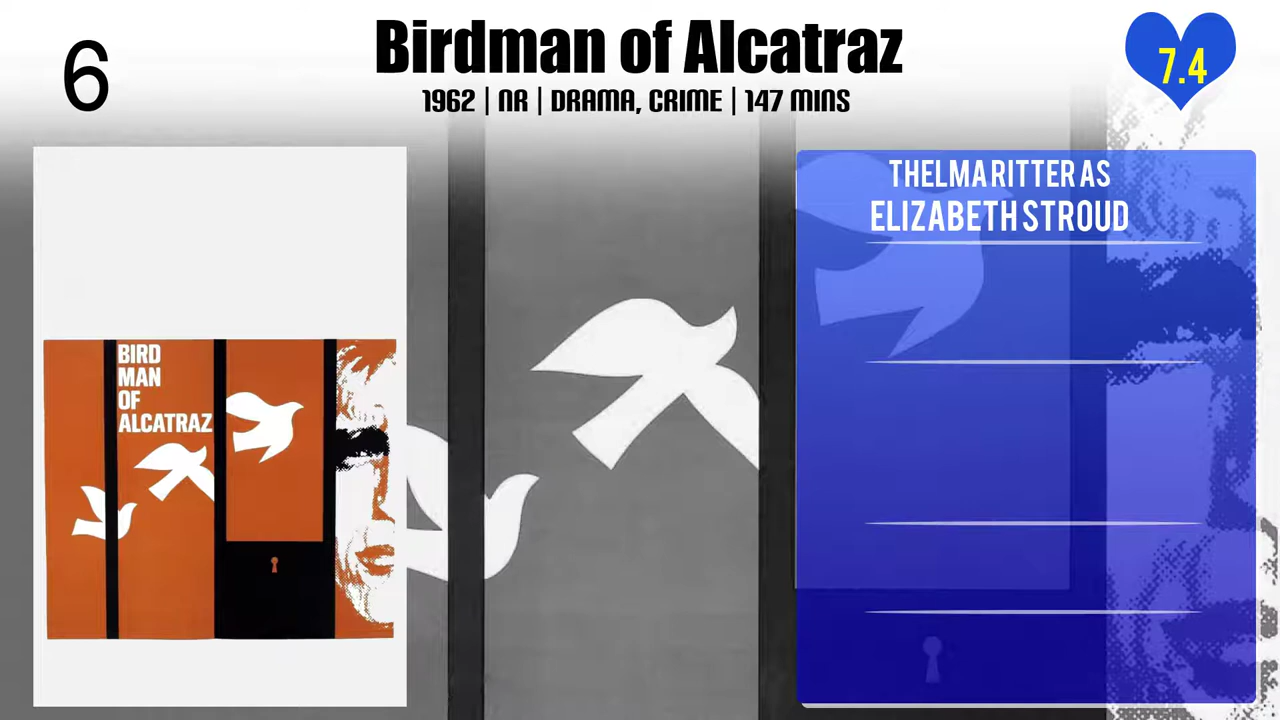 6
Birdman of Alcatraz
1962 | NR | DRAMA, CRIME | 147 MINS
7.4
THELMA RITTER AS
ELIZABETH STROUD
BIRD
MAN
OF
ALCATRAZ